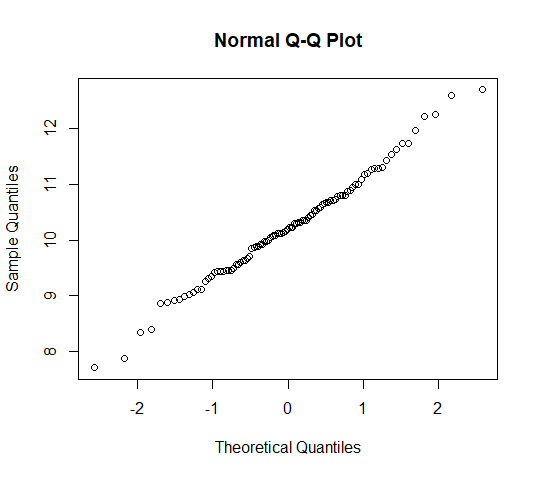 Normal Q-Q Plot
Sample Quantiles
12
11
10
9
8
-2 -1 0 1 2
Theoretical Quantiles